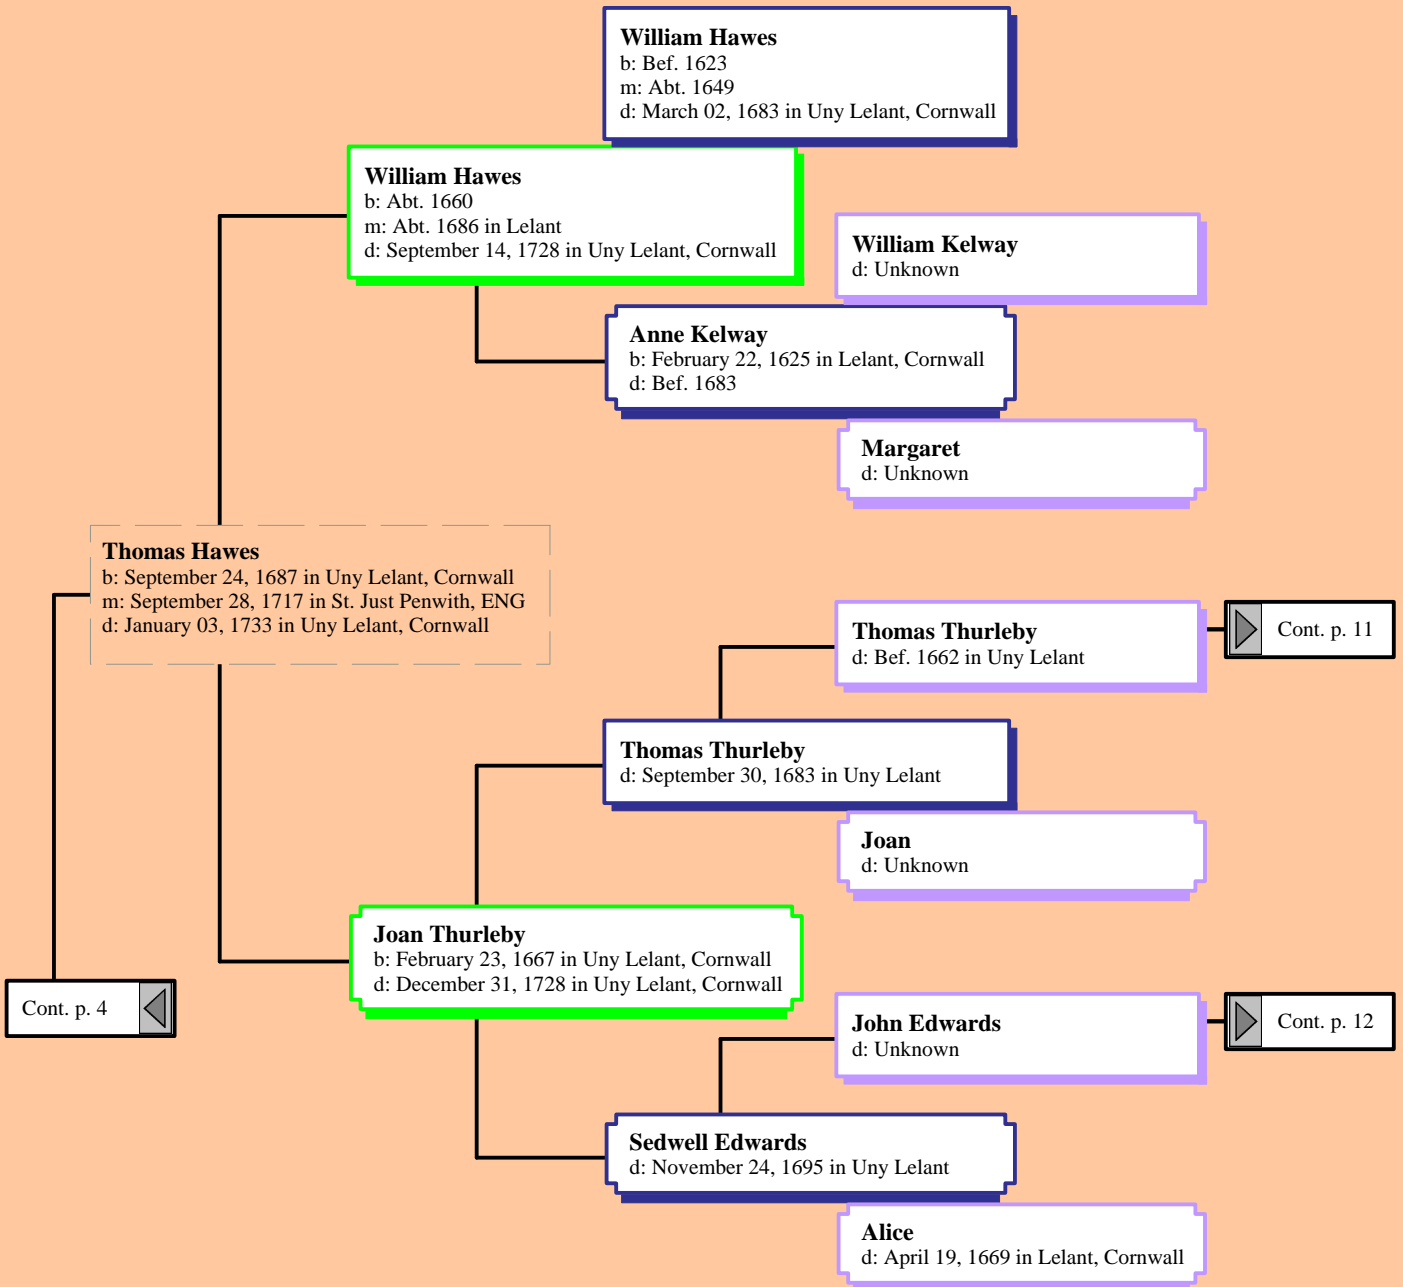 William Hawes
b: Bef. 1623
m: Abt. 1649
d: March 02, 1683 in Uny Lelant, Cornwall
William Hawes
b: Abt. 1660
m: Abt. 1686 in Lelant
d: September 14, 1728 in Uny Lelant, Cornwall
William Kelway
d: Unknown
Anne Kelway
b: February 22, 1625 in Lelant, Cornwall
d: Bef. 1683
Margaret
d: Unknown
Thomas Hawes
b: September 24, 1687 in Uny Lelant, Cornwall
m: September 28, 1717 in St. Just Penwith, ENG
d: January 03, 1733 in Uny Lelant, Cornwall
Thomas Thurleby
d: Bef. 1662 in Uny Lelant
Cont. p. 11
Thomas Thurleby
d: September 30, 1683 in Uny Lelant
Joan
d: Unknown
Joan Thurleby
b: February 23, 1667 in Uny Lelant, Cornwall
d: December 31, 1728 in Uny Lelant, Cornwall
Cont. p. 4
John Edwards
d: Unknown
Cont. p. 12
Sedwell Edwards
d: November 24, 1695 in Uny Lelant
Alice
d: April 19, 1669 in Lelant, Cornwall